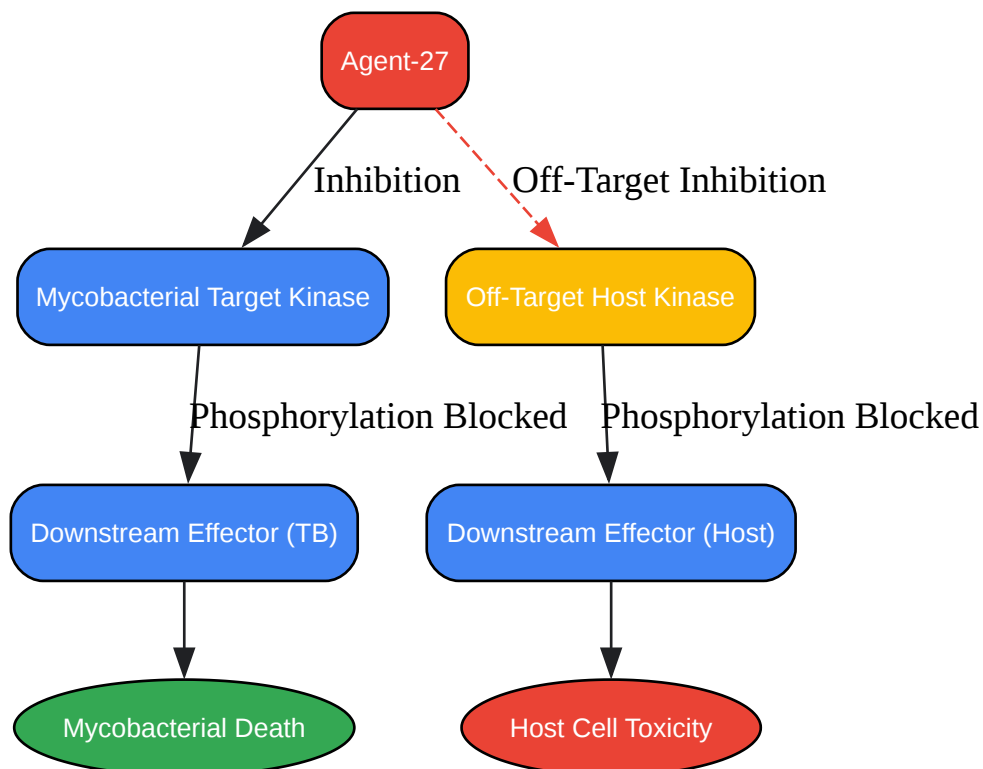 Agent-27
Inhibition
Off-Target Inhibition
Mycobacterial Target Kinase
Off-Target Host Kinase
Phosphorylation Blocked
Phosphorylation Blocked
Downstream Effector (TB)
Downstream Effector (Host)
Mycobacterial Death
Host Cell Toxicity